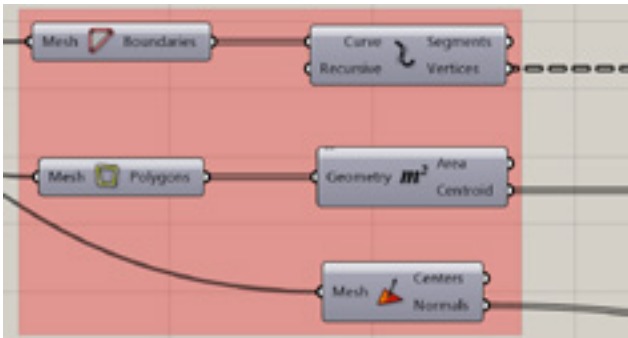 Mesh Boundaries
Curve Segments
Recursive Vertices
Mesh Polygons
Geometry m² Area
Centroid
Mesh Centers
Normals